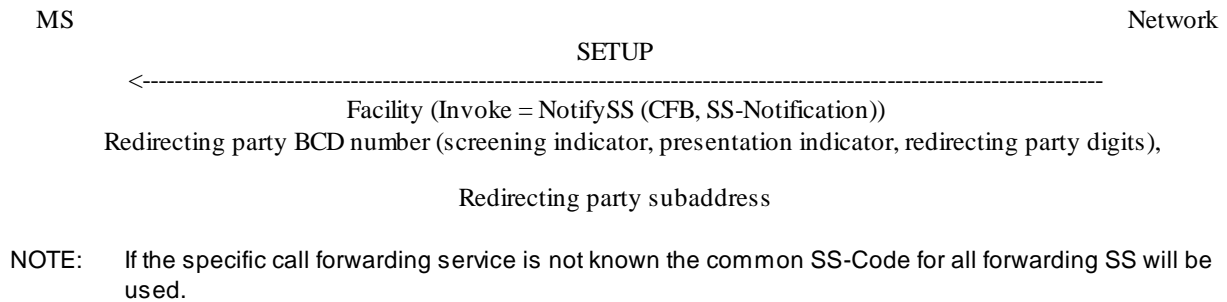 MS Network
SETUP
<------------------------------------------------------------------------------------------------------------------------
Facility (Invoke = NotifySS (CFB, SS-Notification))
Redirecting party BCD number (screening indicator, presentation indicator, redirecting party digits),
Redirecting party subaddress
NOTE: If the specific call forwarding service is not known the common SS-Code for all forwarding SS will be
used.